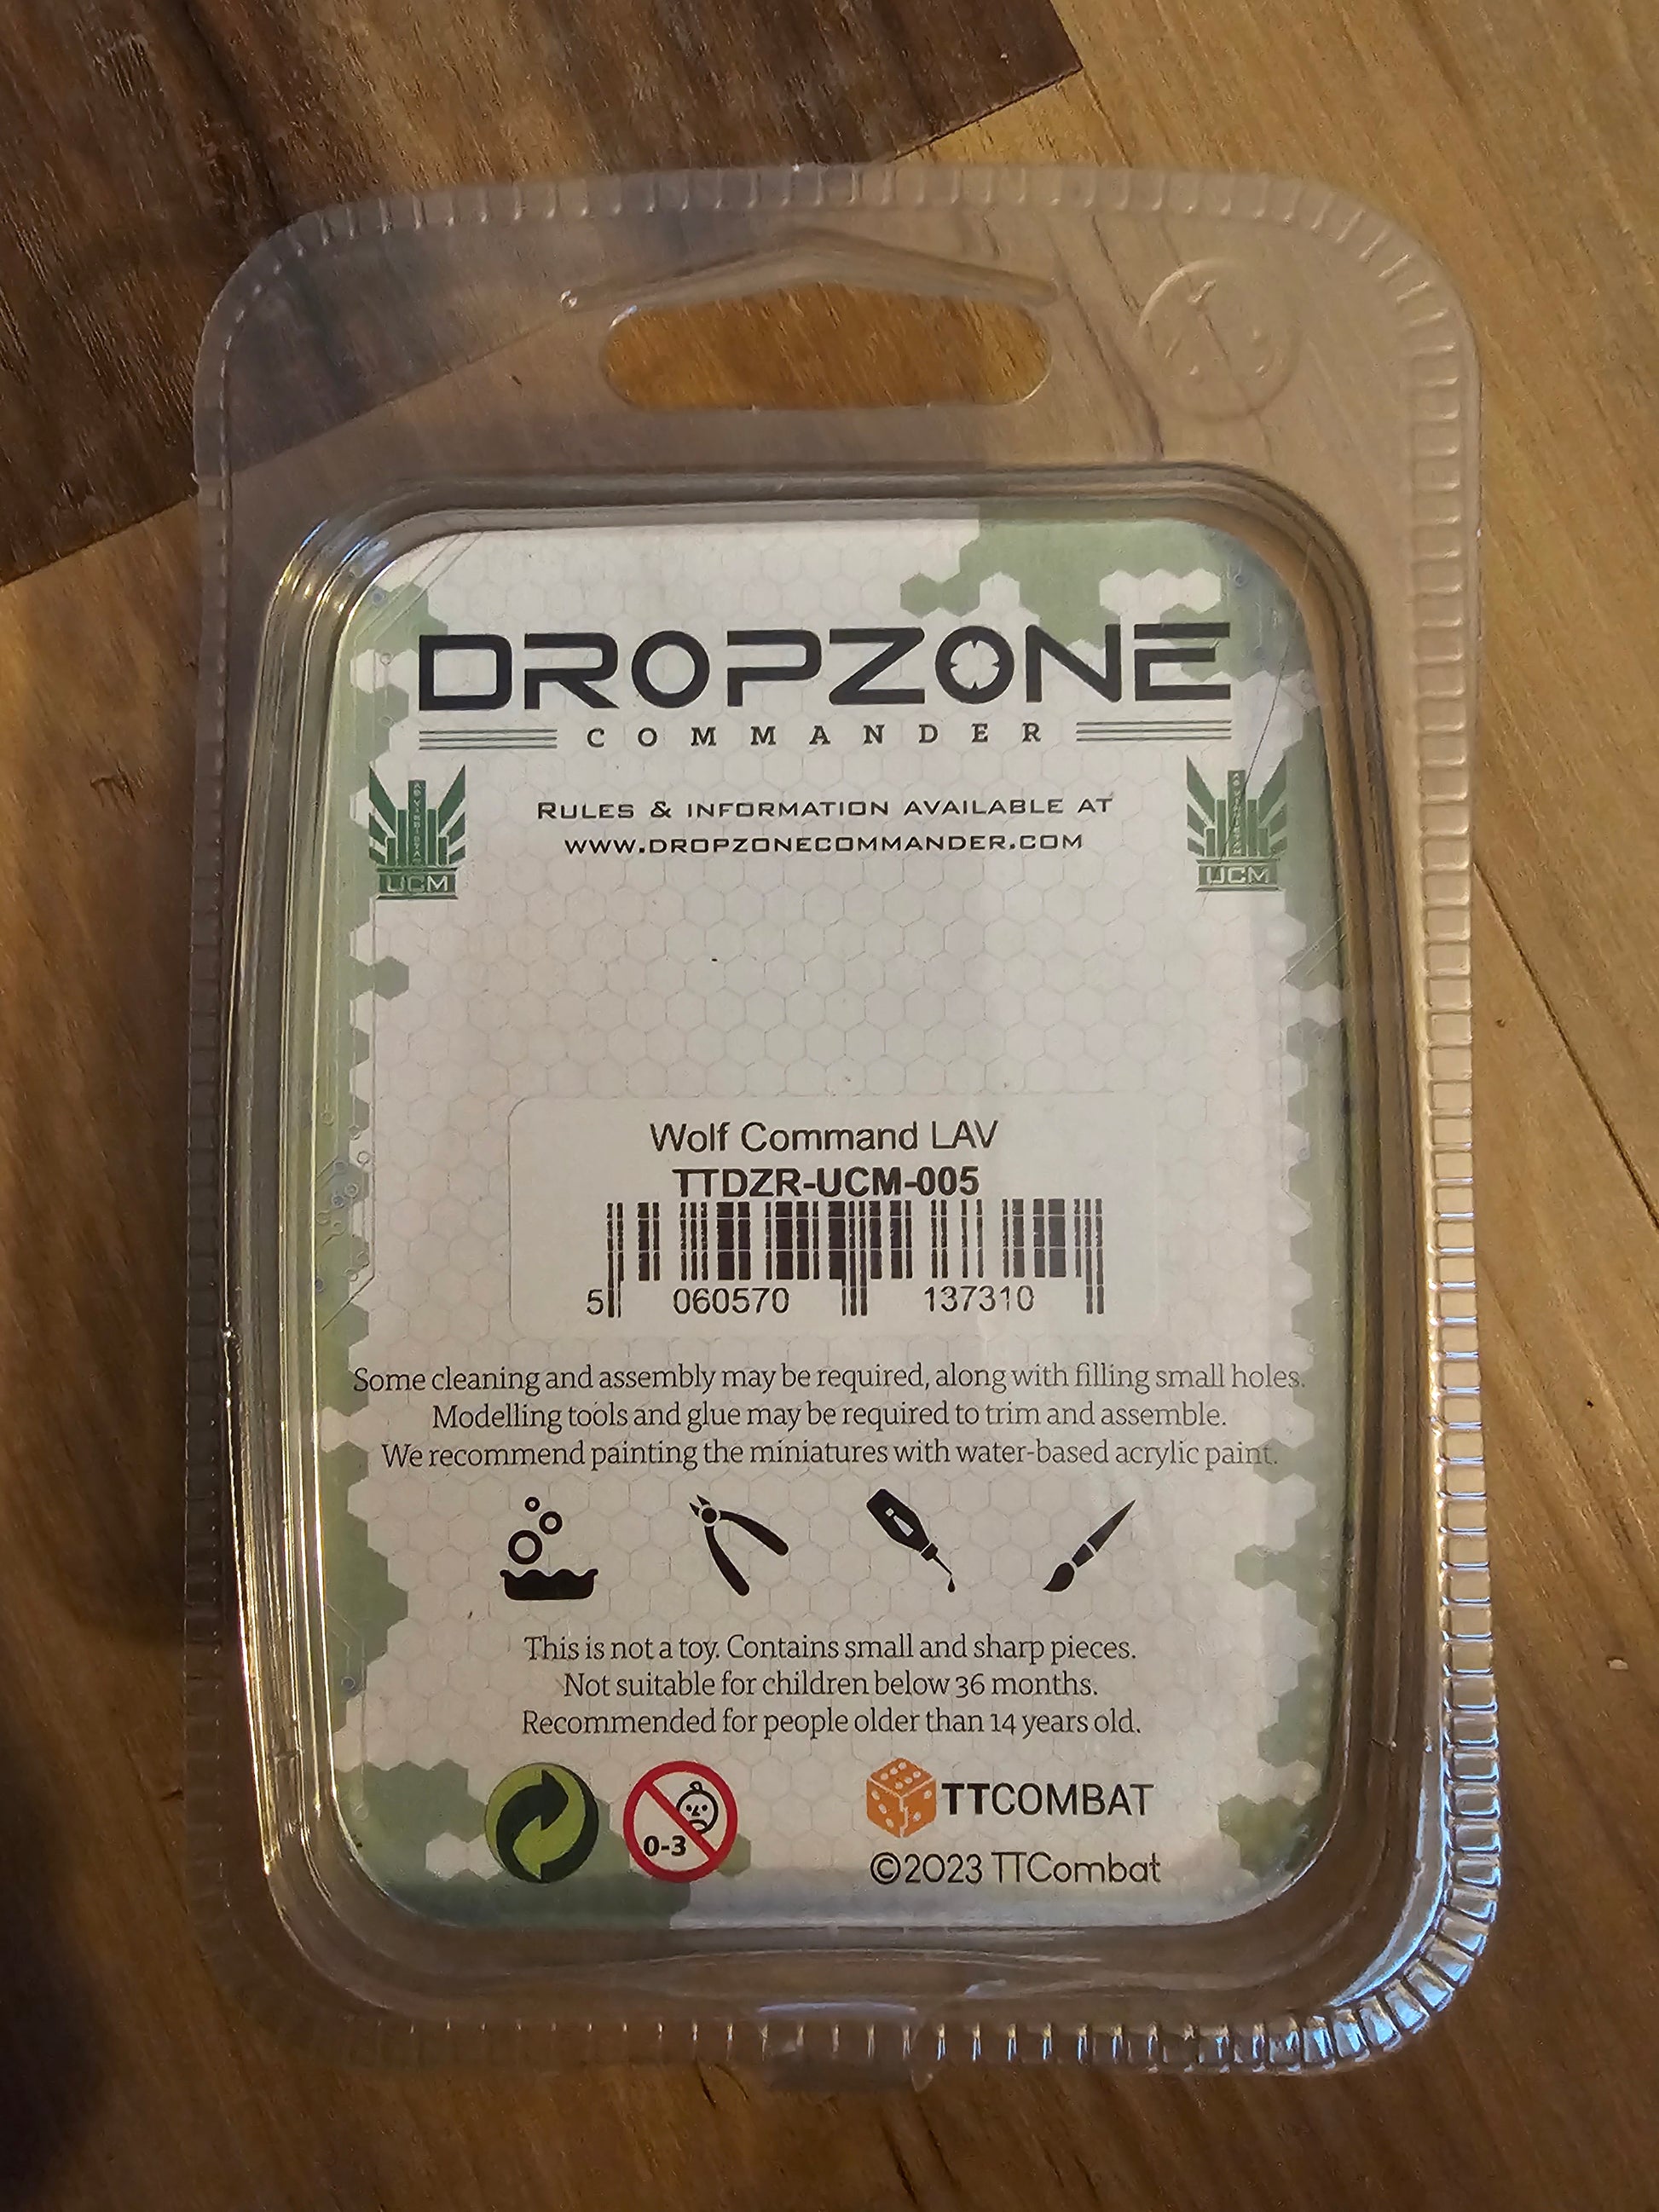 DROPZONE
COMMANDER
RULES & INFORMATION AVAILABLE AT
WWW.DROPZONECOMMANDER.COM
UCM
UCM
Wolf Command LAV
TTDZR-UCM-005
5 060570 137310
Some cleaning and assembly may be required, along with filling small holes.
Modelling tools and glue may be required to trim and assemble.
We recommend painting the miniatures with water-based acrylic paint.
This is not a toy. Contains small and sharp pieces.
Not suitable for children below 36 months.
Recommended for people older than 14 years old.
0-3
TTCOMBAT
©2023 TTCombat